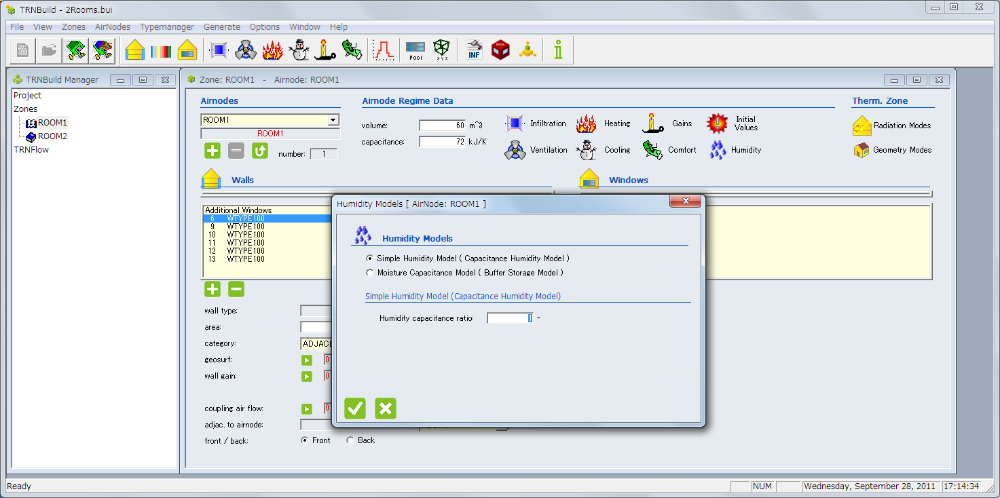 TRNBuild - 2Rooms.bui
File View Zones AirNodes Typemanager Generate Options Window Help
Pool
x y z
INF
MAX
TRNBuild Manager
Project
Zones
ROOM1
ROOM2
TRNFlow
Zone: ROOM1 - Airnode: ROOM1
Airnodes
ROOM1
ROOM1
number: 1
Airnode Regime Data
volume: 60 m^3
capacitance: 72 kJ/K
Infiltration
Heating
Gains
Initial
Values
Ventilation
Cooling
Comfort
Humidity
Therm. Zone
Radiation Modes
Geometry Modes
Walls
Windows
Additional Windows
6 WTYPE100
9 WTYPE100
10 WTYPE100
11 WTYPE100
12 WTYPE100
13 WTYPE100
wall type:
area:
category: ADJACE
geosurf: 0
wall gain: 0
coupling air flow: 0
adjac. to airnode:
front / back: Front Back
Humidity Models [ AirNode: ROOM1 ]
Humidity Models
Simple Humidity Model ( Capacitance Humidity Model )
Moisture Capacitance Model ( Buffer Storage Model )
Simple Humidity Model (Capacitance Humidity Model)
Humidity capacitance ratio: 1 -
Ready
NUM
Wednesday, September 28, 2011
17:14:34